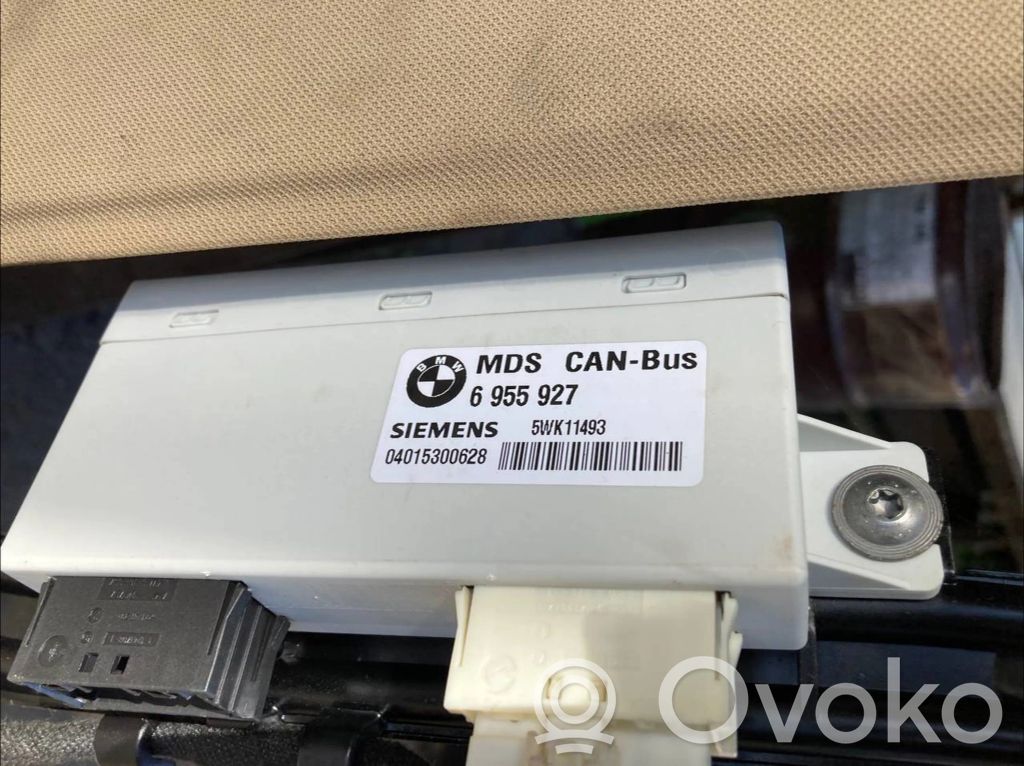 BMW
MDS CAN-Bus
6 955 927
SIEMENS 5WK11493
04015300628
Ovoko